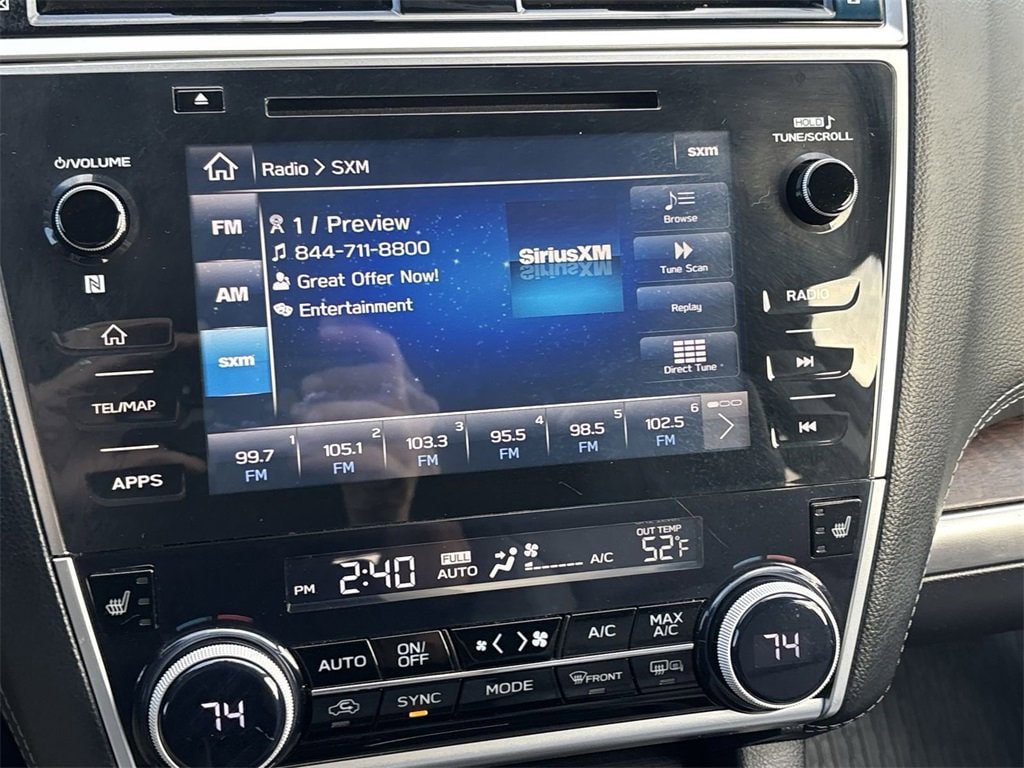 HOLD
⏻/VOLUME
TUNE/SCROLL
Radio > SXM
sxm
FM
1 / Preview
844-711-8800
AM
Great Offer Now!
Entertainment
sxm
SiriusXM
Browse
Tune Scan
Replay
Direct Tune
N
TEL/MAP
APPS
RADIO
1
99.7
FM
2
105.1
FM
3
103.3
FM
4
95.5
FM
5
98.5
FM
6
102.5
FM
PM 2:40
FULL
AUTO
A/C
OUT TEMP
52°F
AUTO
ON/
OFF
A/C
MAX
A/C
SYNC
MODE
FRONT
74
74